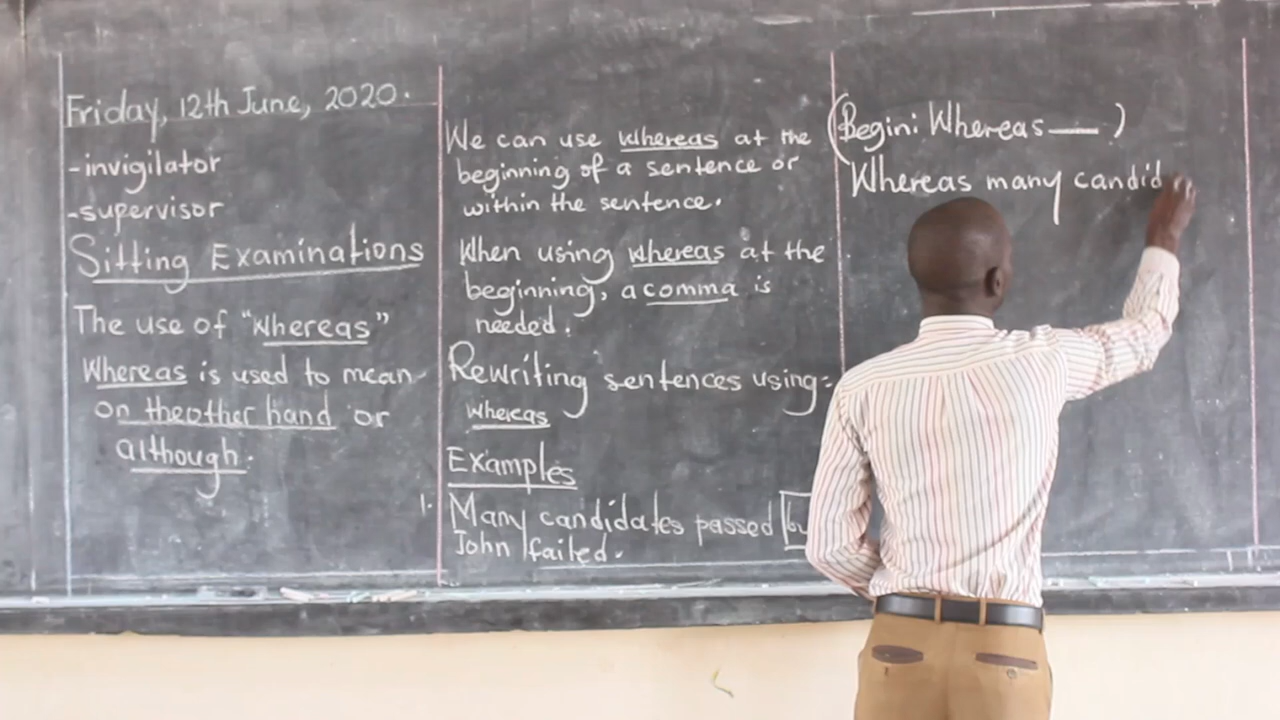 Friday, 12th June, 2020.
-invigilator
-supervisor
Sitting Examinations
The use of "whereas"
Whereas is used to mean
on theother hand or
although.
We can use whereas at the
beginning of a sentence or
within the sentence.
When using whereas at the
beginning, a comma is
needed.
Rewriting sentences using:
whereas
Examples
1. Many candidates passed
John failed.
(Begin: Whereas — )
Whereas many candid